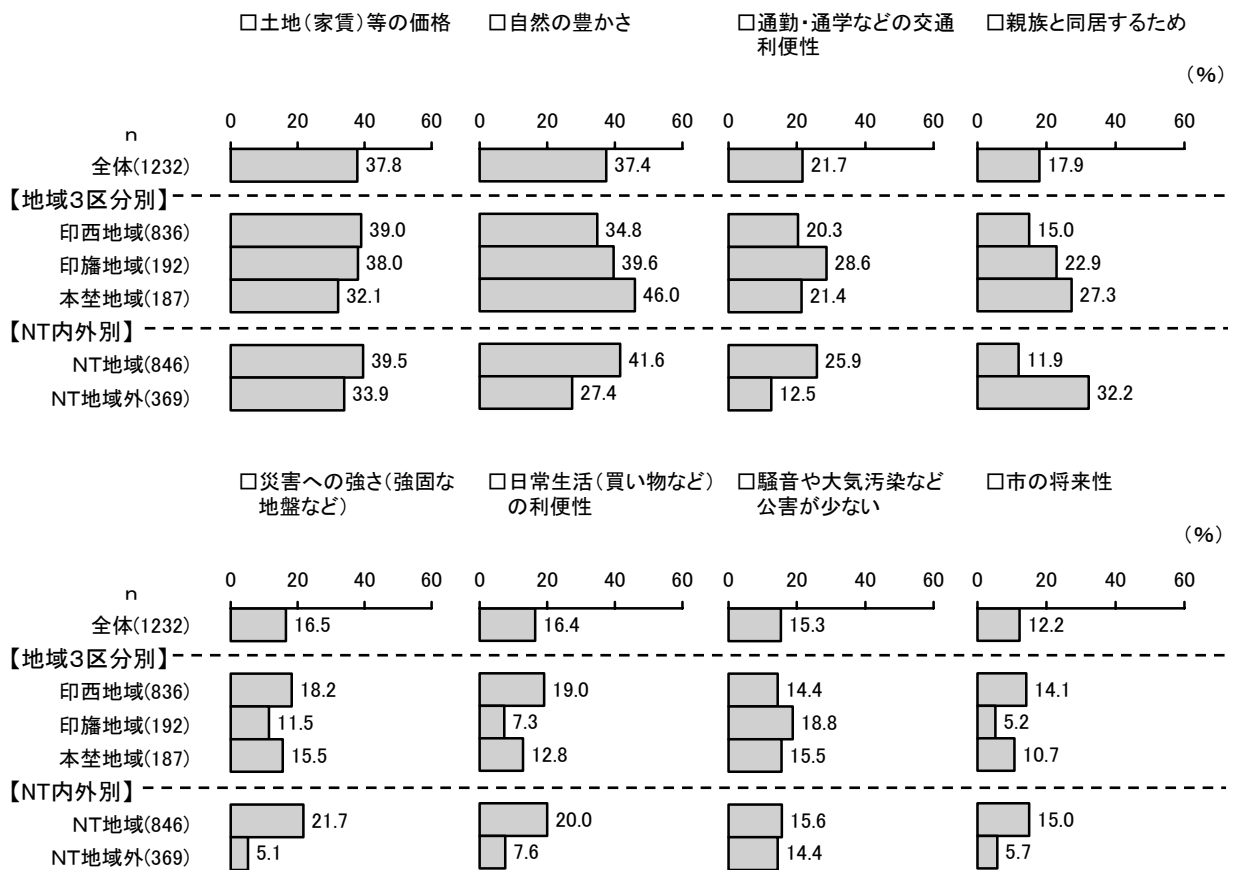 □土地（家賃）等の価格 □自然の豊かさ □通勤・通学などの交通 □親族と同居するため
利便性
（％）
n 0 20 40 60 0 20 40 60 0 20 40 60 0 20 40 60
全体(1232) 37.8 37.4 21.7 17.9
【地域３区分別】
印西地域(836) 39.0 34.8 20.3 15.0
印旛地域(192) 38.0 39.6 28.6 22.9
本埜地域(187) 32.1 46.0 21.4 27.3
【NT内外別】
NT地域(846) 39.5 41.6 25.9 11.9
NT地域外(369) 33.9 27.4 12.5 32.2
□災害への強さ（強固な □日常生活（買い物など） □騒音や大気汚染など □市の将来性
地盤など） の利便性 公害が少ない
（％）
n 0 20 40 60 0 20 40 60 0 20 40 60 0 20 40 60
全体(1232) 16.5 16.4 15.3 12.2
【地域３区分別】
印西地域(836) 18.2 19.0 14.4 14.1
印旛地域(192) 11.5 7.3 18.8 5.2
本埜地域(187) 15.5 12.8 15.5 10.7
【NT内外別】
NT地域(846) 21.7 20.0 15.6 15.0
NT地域外(369) 5.1 7.6 14.4 5.7